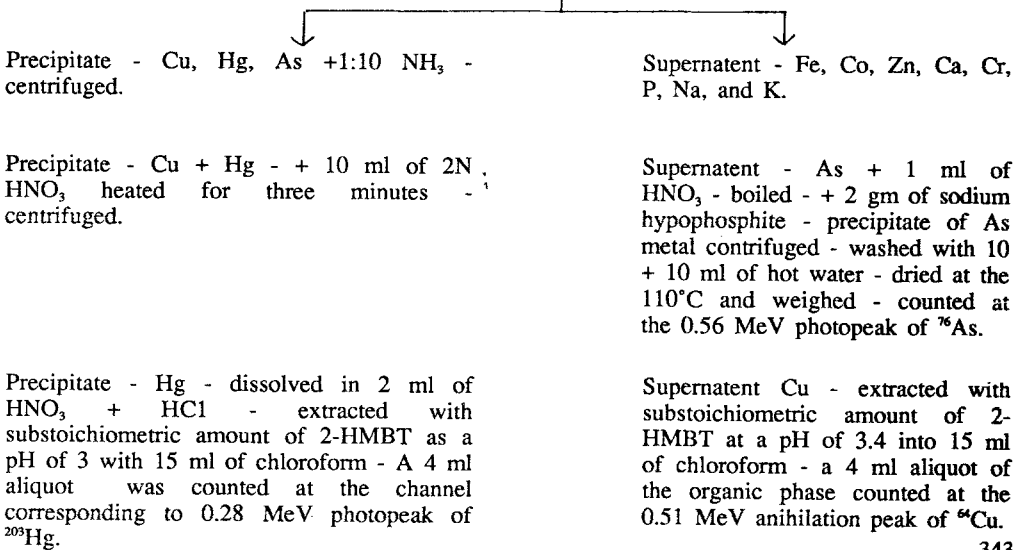 Precipitate - Cu, Hg, As +1:10 NH₃ -
centrifuged.
Supernatent - Fe, Co, Zn, Ca, Cr,
P, Na, and K.
Precipitate - Cu + Hg - + 10 ml of 2N
HNO₃ heated for three minutes -
centrifuged.
Supernatent - As + 1 ml of
HNO₃ - boiled - + 2 gm of sodium
hypophosphite - precipitate of As
metal contrifuged - washed with 10
+ 10 ml of hot water - dried at the
110°C and weighed - counted at
the 0.56 MeV photopeak of ⁷⁶As.
Precipitate - Hg - dissolved in 2 ml of
HNO₃ + HCl - extracted with
substoichiometric amount of 2-HMBT as a
pH of 3 with 15 ml of chloroform - A 4 ml
aliquot was counted at the channel
corresponding to 0.28 MeV photopeak of
²⁰³Hg.
Supernatent Cu - extracted with
substoichiometric amount of 2-
HMBT at a pH of 3.4 into 15 ml
of chloroform - a 4 ml aliquot of
the organic phase counted at the
0.51 MeV anihilation peak of ⁶⁴Cu.
343